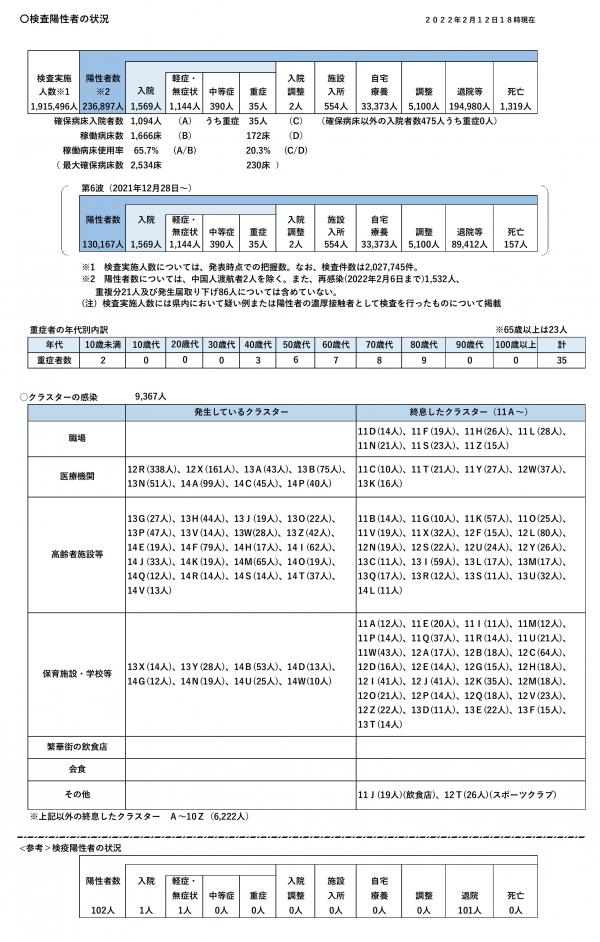 〇検査陽性者の状況
２０２２年２月１２日１８時現在
検査実施人数※1 陽性者数※2 入院 軽症・無症状 中等症 重症 入院調整 施設入所 自宅療養 調整 退院等 死亡
1,915,496人 236,897人 1,569人 1,144人 390人 35人 2人 554人 33,373人 5,100人 194,980人 1,319人
確保病床入院者数 1,094人 (A) うち重症 35人 (C) (確保病床以外の入院者数475人うち重症0人)
稼働病床数 1,666床 (B) 172床 (D)
稼働病床使用率 65.7% (A/B) 20.3% (C/D)
( 最大確保病床数 2,534床 230床 )
第6波（2021年12月28日～）
陽性者数 入院 軽症・無症状 中等症 重症 入院調整 施設入所 自宅療養 調整 退院等 死亡
130,167人 1,569人 1,144人 390人 35人 2人 554人 33,373人 5,100人 89,412人 157人
※1 検査実施人数については、発表時点での把握数。なお、検査件数は2,027,745件。
※2 陽性者数については、中国人渡航者2人を除く。また、再感染(2022年2月6日まで)1,532人、
重複分21人及び発生届取り下げ86人については含めていない。
（注）検査実施人数には県内において疑い例または陽性者の濃厚接触者として検査を行ったものについて掲載
重症者の年代別内訳
※65歳以上は23人
年代 10歳未満 10歳代 20歳代 30歳代 40歳代 50歳代 60歳代 70歳代 80歳代 90歳代 100歳以上 計
重症者数 2 0 0 0 3 6 7 8 9 0 0 35
○クラスターの感染 9,367人
発生しているクラスター 終息したクラスター（11Ａ～）
職場
11Ｄ(14人)、11Ｆ(19人)、11Ｈ(26人)、11Ｌ(28人)、
11Ｎ(21人)、11Ｓ(23人)、11Ｚ(15人)
医療機関
12Ｒ(338人)、12Ｘ(161人)、13Ａ(43人)、13Ｂ(75人)、
13Ｎ(51人)、14Ａ(99人)、14Ｃ(45人)、14Ｐ(40人)
11Ｃ(10人)、11Ｔ(21人)、11Ｙ(27人)、12Ｗ(37人)、
13Ｋ(16人)
高齢者施設等
13Ｇ(27人)、13Ｈ(44人)、13Ｊ(19人)、13Ｏ(22人)、
13Ｐ(47人)、13Ｖ(14人)、13Ｗ(28人)、13Ｚ(42人)、
14Ｅ(19人)、14Ｆ(79人)、14Ｈ(17人)、14Ｉ(62人)、
14Ｊ(33人)、14Ｋ(19人)、14Ｍ(65人)、14Ｏ(19人)、
14Ｑ(12人)、14Ｒ(14人)、14Ｓ(14人)、14Ｔ(37人)、
14Ｖ(13人)
11Ｂ(14人)、11Ｇ(10人)、11Ｋ(57人)、11Ｏ(25人)、
11Ｖ(19人)、11Ｘ(32人)、12Ｆ(15人)、12Ｌ(80人)、
12Ｎ(19人)、12Ｓ(22人)、12Ｕ(24人)、12Ｙ(26人)、
13Ｃ(11人)、13Ｉ(59人)、13Ｌ(17人)、13Ｍ(17人)、
13Ｑ(17人)、13Ｒ(12人)、13Ｓ(11人)、13Ｕ(32人)、
14Ｌ(11人)
保育施設・学校等
13Ｘ(14人)、13Ｙ(28人)、14Ｂ(53人)、14Ｄ(13人)、
14Ｇ(12人)、14Ｎ(19人)、14Ｕ(25人)、14Ｗ(10人)
11Ａ(12人)、11Ｅ(20人)、11Ｉ(11人)、11Ｍ(12人)、
11Ｐ(14人)、11Ｑ(37人)、11Ｒ(14人)、11Ｕ(21人)、
11Ｗ(43人)、12Ａ(17人)、12Ｂ(18人)、12Ｃ(64人)、
12Ｄ(16人)、12Ｅ(14人)、12Ｇ(15人)、12Ｈ(18人)、
12Ｉ(41人)、12Ｊ(41人)、12Ｋ(35人)、12Ｍ(18人)、
12Ｏ(21人)、12Ｐ(14人)、12Ｑ(18人)、12Ｖ(23人)、
12Ｚ(22人)、13Ｄ(11人)、13Ｅ(22人)、13Ｆ(15人)、
13Ｔ(14人)
繁華街の飲食店
会食
その他
11Ｊ(19人)(飲食店)、12Ｔ(26人)(スポーツクラブ)
※上記以外の終息したクラスター Ａ～10Ｚ（6,222人）
＜参考＞検疫陽性者の状況
陽性者数 入院 軽症・無症状 中等症 重症 入院調整 施設入所 自宅療養 調整 退院 死亡
102人 1人 1人 0人 0人 0人 0人 0人 0人 101人 0人